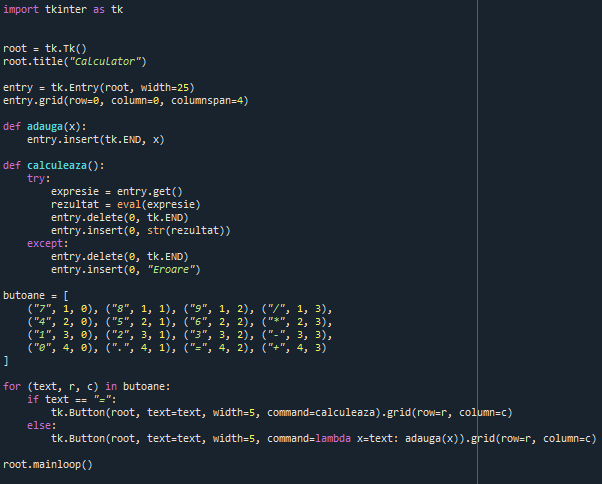 import tkinter as tk
root = tk.Tk()
root.title("Calculator")
entry = tk.Entry(root, width=25)
entry.grid(row=0, column=0, columnspan=4)
def adauga(x):
    entry.insert(tk.END, x)
def calculeaza():
    try:
        expresie = entry.get()
        rezultat = eval(expresie)
        entry.delete(0, tk.END)
        entry.insert(0, str(rezultat))
    except:
        entry.delete(0, tk.END)
        entry.insert(0, "Eroare")
butoane = [
    ("7", 1, 0), ("8", 1, 1), ("9", 1, 2), ("/", 1, 3),
    ("4", 2, 0), ("5", 2, 1), ("6", 2, 2), ("*", 2, 3),
    ("1", 3, 0), ("2", 3, 1), ("3", 3, 2), ("-", 3, 3),
    ("0", 4, 0), (".", 4, 1), ("=", 4, 2), ("+", 4, 3)
]
for (text, r, c) in butoane:
    if text == "=":
        tk.Button(root, text=text, width=5, command=calculeaza).grid(row=r, column=c)
    else:
        tk.Button(root, text=text, width=5, command=lambda x=text: adauga(x)).grid(row=r, column=c)
root.mainloop()